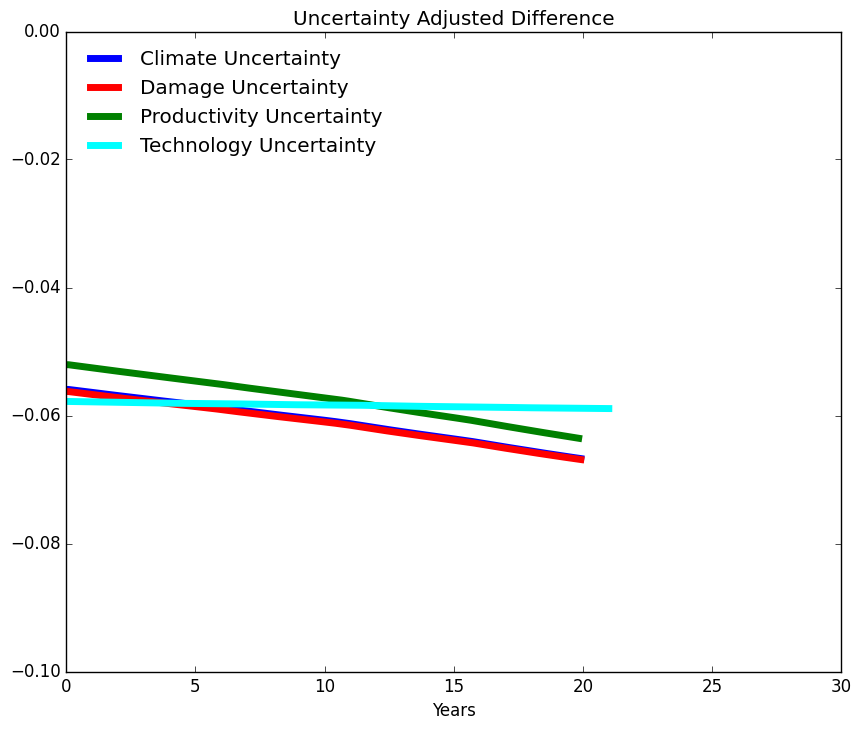 Uncertainty Adjusted Difference
0.00
Climate Uncertainty
Damage Uncertainty
Productivity Uncertainty
Technology Uncertainty
−0.02
−0.04
−0.06
−0.08
−0.10
0 5 10 15 20 25 30
Years